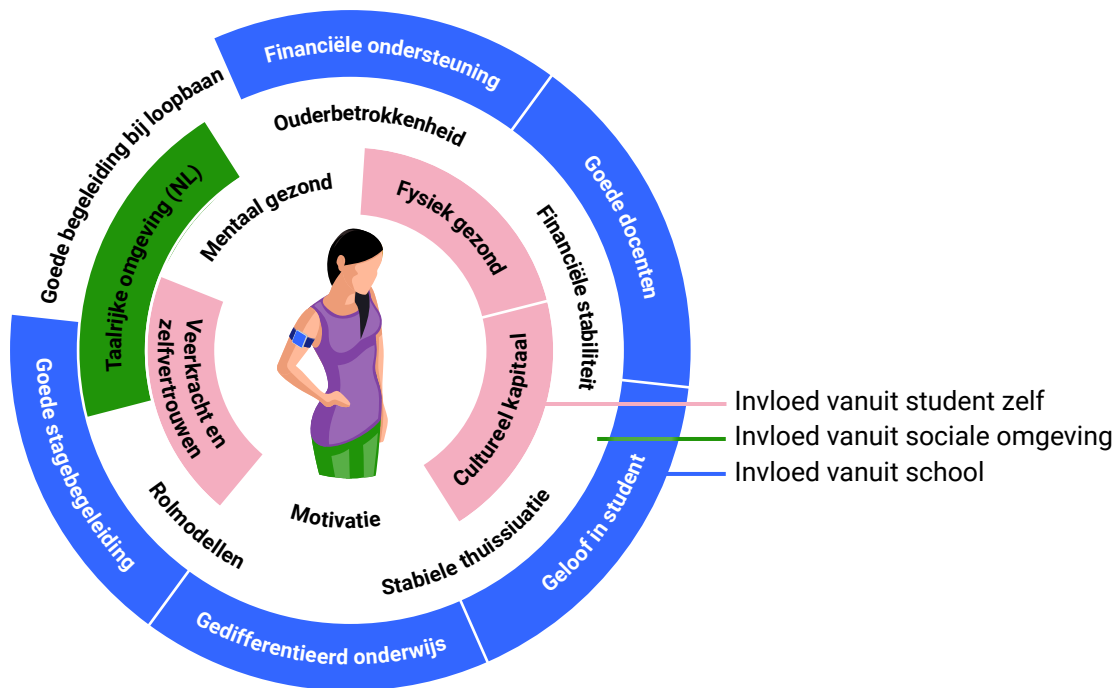 Financiële ondersteuning
Goede docenten
Geloof in student
Gedifferentieerd onderwijs
Goede stagebegeleiding
Goede begeleiding bij loopbaan
Ouderbetrokkenheid
Financiële stabiliteit
Stabiele thuissiuatie
Rolmodellen
Taalrijke omgeving (NL)
Mentaal gezond
Fysiek gezond
Cultureel kapitaal
Motivatie
Veerkracht en
zelfvertrouwen
Invloed vanuit student zelf
Invloed vanuit sociale omgeving
Invloed vanuit school